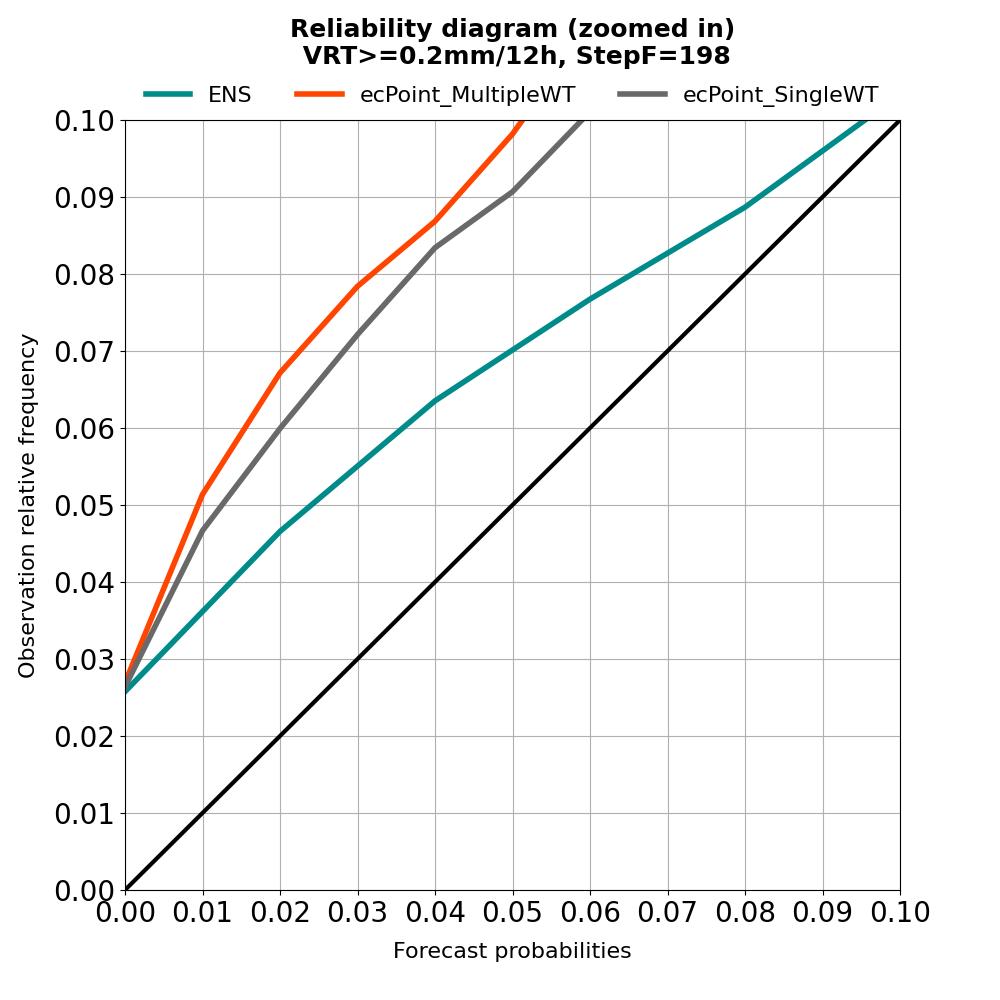 Reliability diagram (zoomed in)
VRT>=0.2mm/12h, StepF=198
ENS ecPoint_MultipleWT ecPoint_SingleWT
0.10
0.09
0.08
0.07
0.06
0.05
0.04
0.03
0.02
0.01
0.00
Observation relative frequency
0.00 0.01 0.02 0.03 0.04 0.05 0.06 0.07 0.08 0.09 0.10
Forecast probabilities